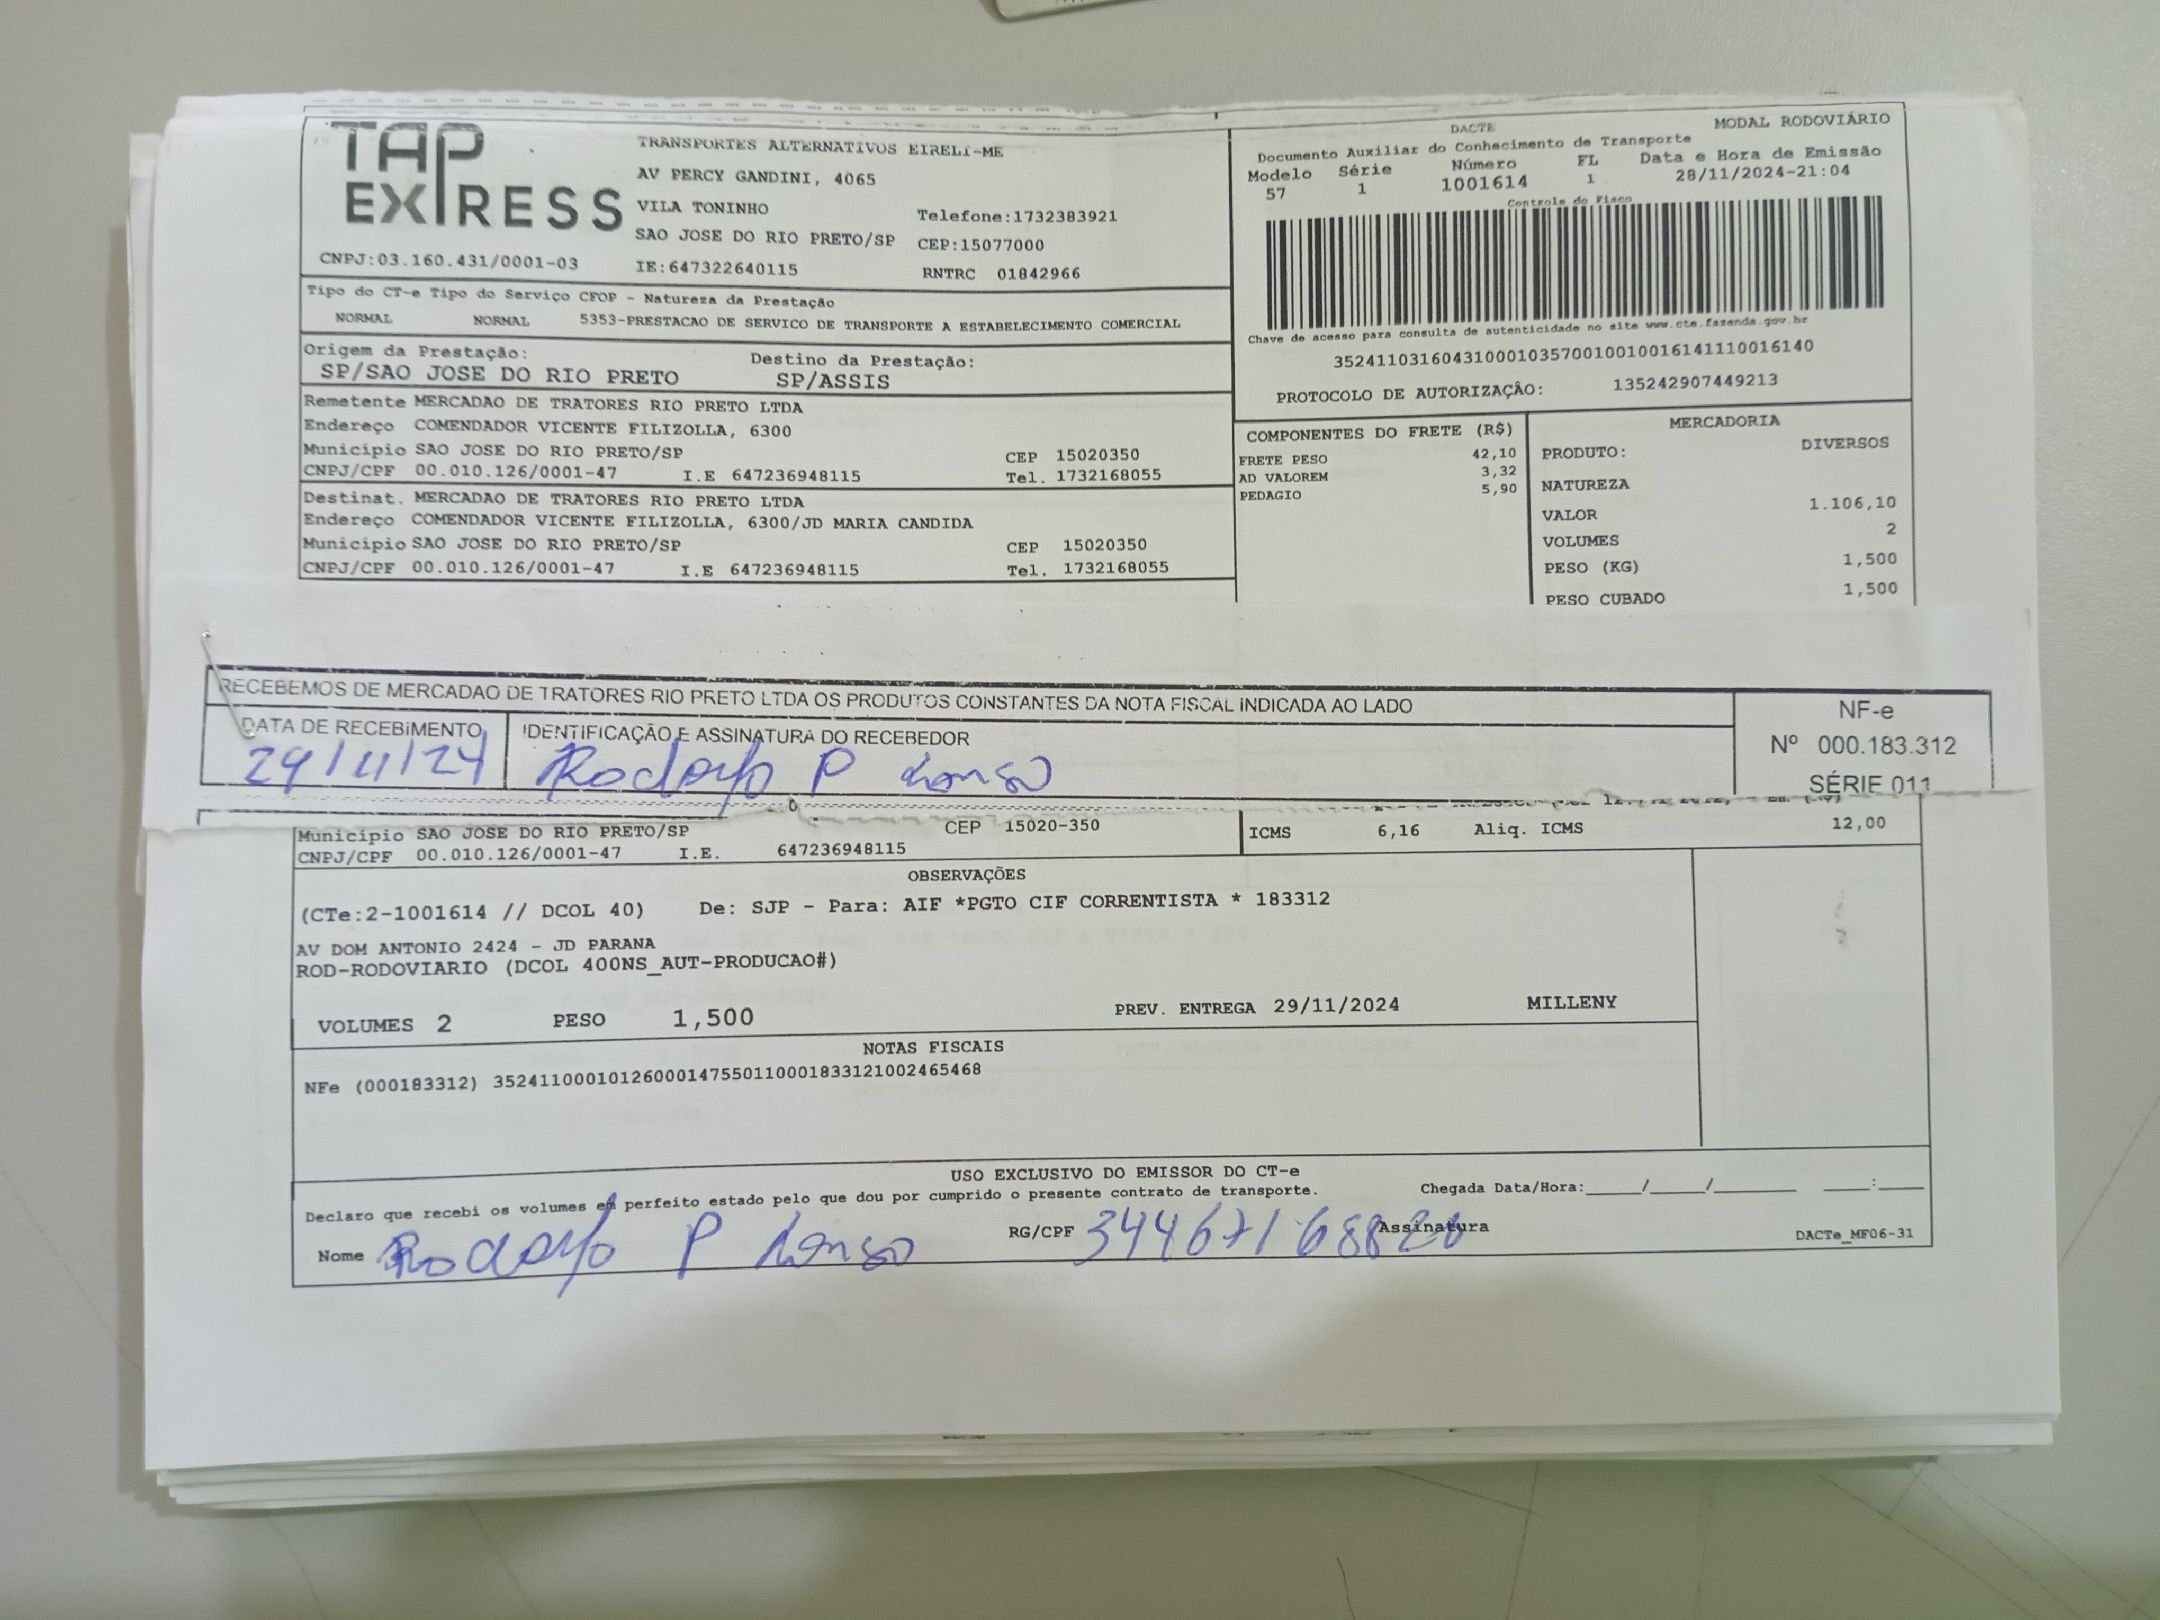 TAP EXPRESS
TRANSPORTES ALTERNATIVOS EIRELI-ME
AV PERCY GANDINI, 4065
VILA TONINHO Telefone:1732383921
SAO JOSE DO RIO PRETO/SP CEP:15077000
CNPJ:03.160.431/0001-03 IE:647322640115 RNTRC 01842966
DACTE MODAL RODOVIÁRIO
Documento Auxiliar do Conhecimento de Transporte
Modelo Série Número FL Data e Hora de Emissão
57 1 1001614 1 28/11/2024-21:04
Controle do Fisco
Chave de acesso para consulta de autenticidade no site www.cte.fazenda.gov.br
35241103160431000103570010010016141110016140
PROTOCOLO DE AUTORIZAÇÃO: 135242907449213
Tipo do CT-e Tipo do Serviço CFOP - Natureza da Prestação
NORMAL NORMAL 5353-PRESTACAO DE SERVICO DE TRANSPORTE A ESTABELECIMENTO COMERCIAL
Origem da Prestação: Destino da Prestação:
SP/SAO JOSE DO RIO PRETO SP/ASSIS
Remetente MERCADAO DE TRATORES RIO PRETO LTDA
Endereço COMENDADOR VICENTE FILIZOLLA, 6300
Município SAO JOSE DO RIO PRETO/SP CEP 15020350
CNPJ/CPF 00.010.126/0001-47 I.E 647236948115 Tel. 1732168055
Destinat. MERCADAO DE TRATORES RIO PRETO LTDA
Endereço COMENDADOR VICENTE FILIZOLLA, 6300/JD MARIA CANDIDA
Município SAO JOSE DO RIO PRETO/SP CEP 15020350
CNPJ/CPF 00.010.126/0001-47 I.E 647236948115 Tel. 1732168055
COMPONENTES DO FRETE (R$)
FRETE PESO 42,10
AD VALOREM 3,32
PEDAGIO 5,90
MERCADORIA
PRODUTO: DIVERSOS
NATUREZA
VALOR 1.106,10
VOLUMES 2
PESO (KG) 1,500
PESO CUBADO 1,500
RECEBEMOS DE MERCADAO DE TRATORES RIO PRETO LTDA OS PRODUTOS CONSTANTES DA NOTA FISCAL INDICADA AO LADO
DATA DE RECEBIMENTO IDENTIFICAÇÃO E ASSINATURA DO RECEBEDOR
29/11/24 Rodolfo P
NF-e
Nº 000.183.312
SÉRIE 011
Município SAO JOSE DO RIO PRETO/SP CEP 15020-350
CNPJ/CPF 00.010.126/0001-47 I.E. 647236948115
ICMS 6,16 Aliq. ICMS 12,00
OBSERVAÇÕES
(CTe:2-1001614 // DCOL 40) De: SJP - Para: AIF *PGTO CIF CORRENTISTA * 183312
AV DOM ANTONIO 2424 - JD PARANA
ROD-RODOVIARIO (DCOL 400NS_AUT-PRODUCAO#)
VOLUMES 2 PESO 1,500 PREV. ENTREGA 29/11/2024 MILLENY
NOTAS FISCAIS
NFe (000183312) 35241100010126000147550110001833121002465468
USO EXCLUSIVO DO EMISSOR DO CT-e
Declaro que recebi os volumes em perfeito estado pelo que dou por cumprido o presente contrato de transporte. Chegada Data/Hora:_____/_____/________ ____:____
Nome Rodolfo P RG/CPF 34467168820 Assinatura DACTe_MF06-31